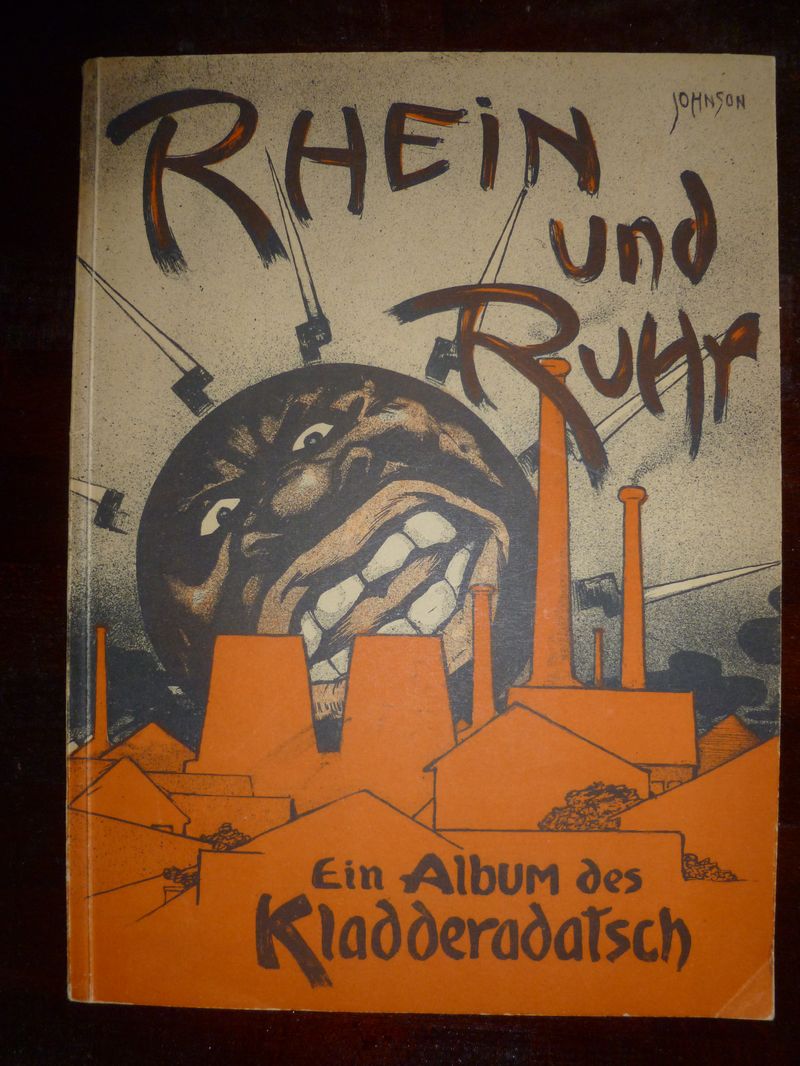 JOHNSON
RHEiN
und
RuHr
Ein Album des
Kladderadatsch